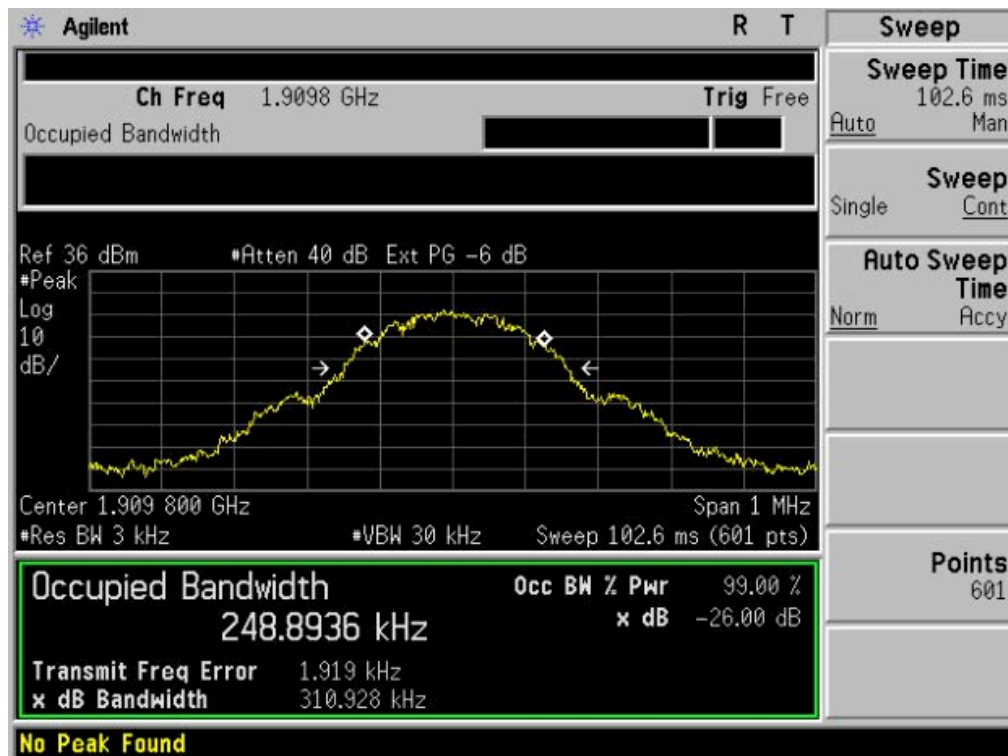 Agilent R T
Ch Freq 1.9098 GHz Trig Free
Occupied Bandwidth
Ref 36 dBm #Atten 40 dB Ext PG -6 dB
#Peak
Log
10
dB/
Center 1.909 800 GHz Span 1 MHz
#Res BW 3 kHz #VBW 30 kHz Sweep 102.6 ms (601 pts)
Occupied Bandwidth
248.8936 kHz
Occ BW % Pwr 99.00 %
x dB -26.00 dB
Transmit Freq Error 1.919 kHz
x dB Bandwidth 310.928 kHz
No Peak Found
Sweep
Sweep Time
102.6 ms
Auto Man
Sweep
Single Cont
Auto Sweep
Time
Norm Accy
Points
601